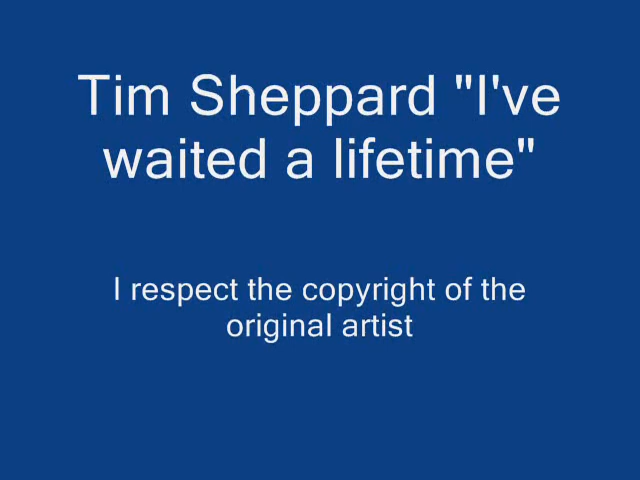 Tim Sheppard "I've
waited a lifetime"
I respect the copyright of the
original artist